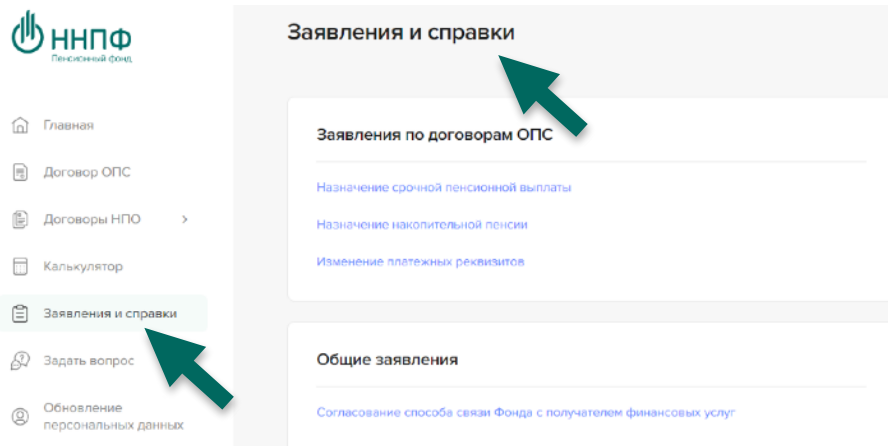 ННПФ
Пенсионный фонд
Главная
Договор ОПС
Договоры НПО
Калькулятор
Заявления и справки
Задать вопрос
Обновление
персональных данных
Заявления и справки
Заявления по договорам ОПС
Назначение срочной пенсионной выплаты
Назначение накопительной пенсии
Изменение платежных реквизитов
Общие заявления
Согласование способа связи Фонда с получателем финансовых услуг